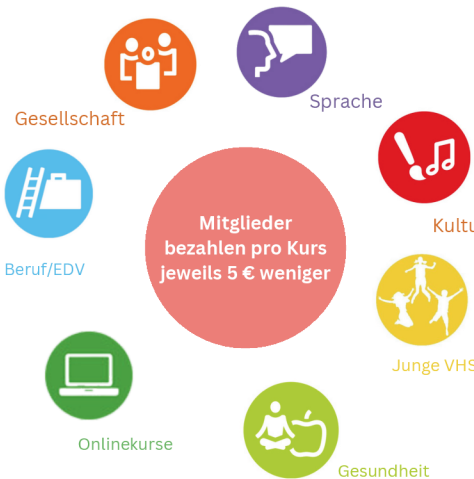 Sprache
Gesellschaft
Kultu
Mitglieder
bezahlen pro Kurs
jeweils 5 € weniger
Beruf/EDV
Junge VHS
Onlinekurse
Gesundheit